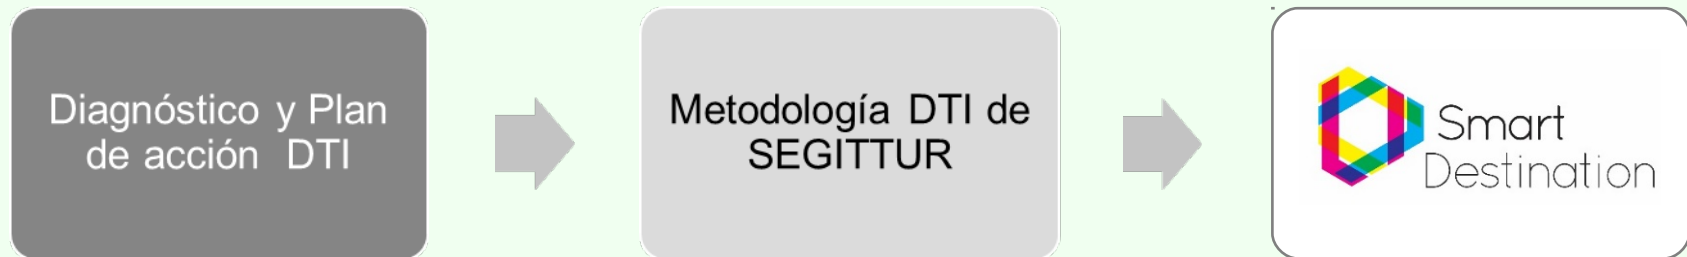 Diagnóstico y Plan
de acción DTI
Metodología DTI de
SEGITTUR
Smart
Destination